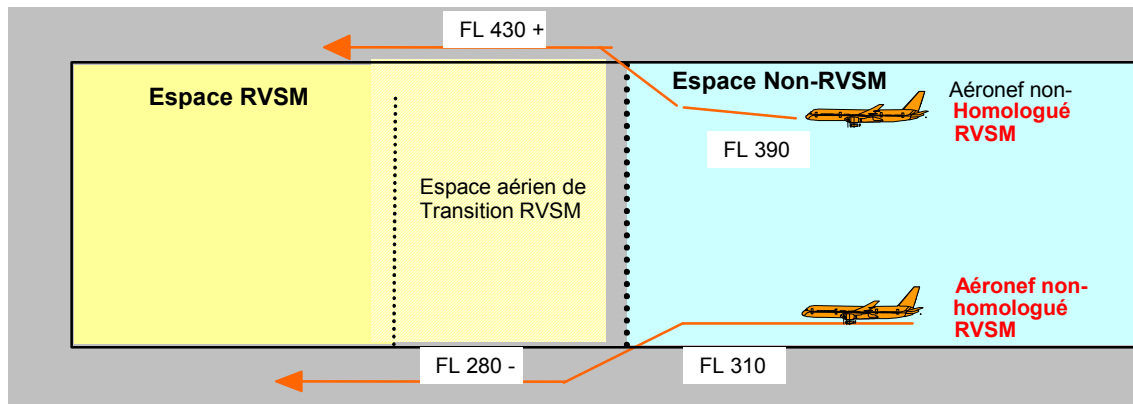 FL 430 +
Espace RVSM
Espace Non-RVSM
Aéronef non-
Homologué
RVSM
FL 390
Espace aérien de
Transition RVSM
Aéronef non-
homologué
RVSM
FL 280 -
FL 310